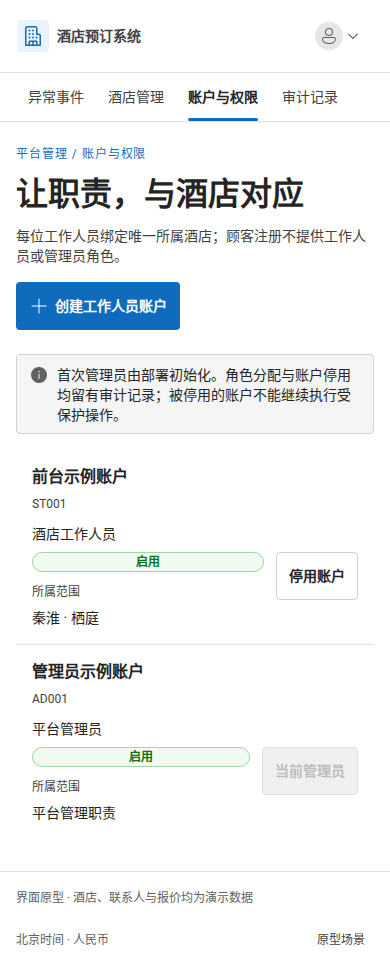 酒店预订系统
异常事件 酒店管理 账户与权限 审计记录
平台管理 / 账户与权限
让职责，与酒店对应
每位工作人员绑定唯一所属酒店；顾客注册不提供工作人
员或管理员角色。
创建工作人员账户
首次管理员由部署初始化。角色分配与账户停用
均留有审计记录；被停用的账户不能继续执行受
保护操作。
前台示例账户
ST001
酒店工作人员
启用
停用账户
所属范围
秦淮 · 栖庭
管理员示例账户
AD001
平台管理员
启用
当前管理员
所属范围
平台管理职责
界面原型 · 酒店、联系人与报价均为演示数据
北京时间 · 人民币 原型场景